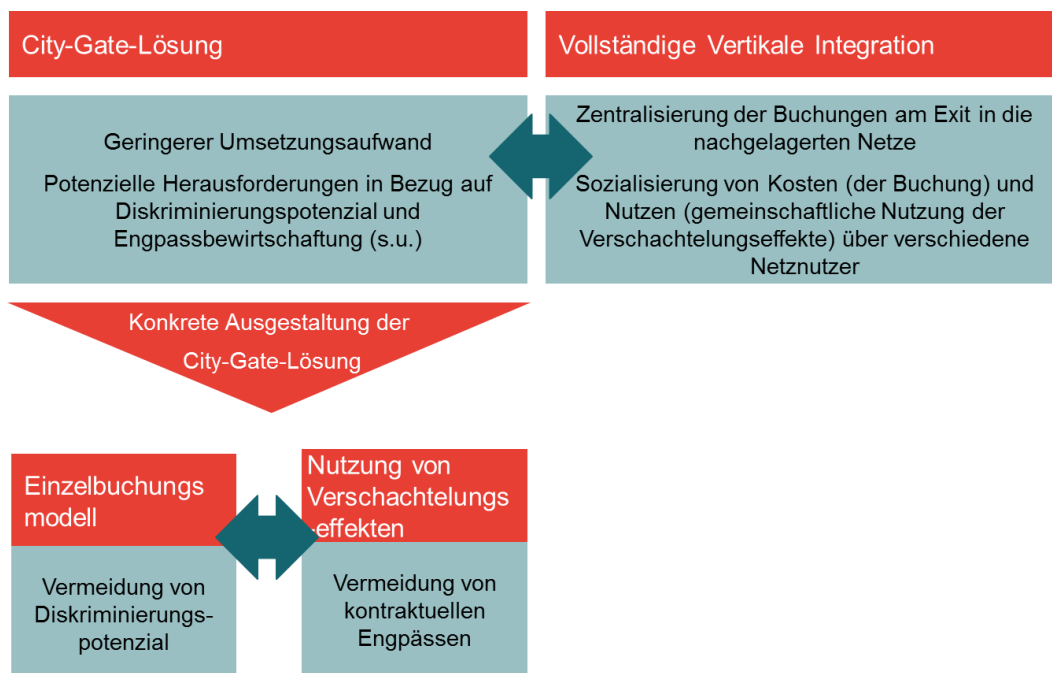 City-Gate-Lösung
Vollständige Vertikale Integration
Geringerer Umsetzungsaufwand
Potenzielle Herausforderungen in Bezug auf
Diskriminierungspotenzial und
Engpassbewirtschaftung (s.u.)
Zentralisierung der Buchungen am Exit in die
nachgelagerten Netze
Sozialisierung von Kosten (der Buchung) und
Nutzen (gemeinschaftliche Nutzung der
Verschachtelungseffekte) über verschiedene
Netznutzer
Konkrete Ausgestaltung der
City-Gate-Lösung
Einzelbuchungs
modell
Nutzung von
Verschachtelungs
-effekten
Vermeidung von
Diskriminierungs-
potenzial
Vermeidung von
kontraktuellen
Engpässen